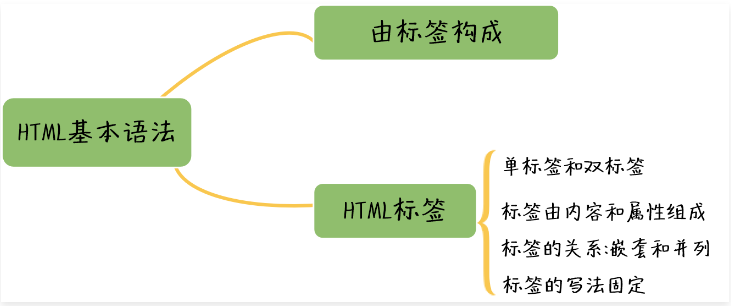 由标签构成
HTML基本语法
HTML标签
单标签和双标签
标签由内容和属性组成
标签的关系:嵌套和并列
标签的写法固定